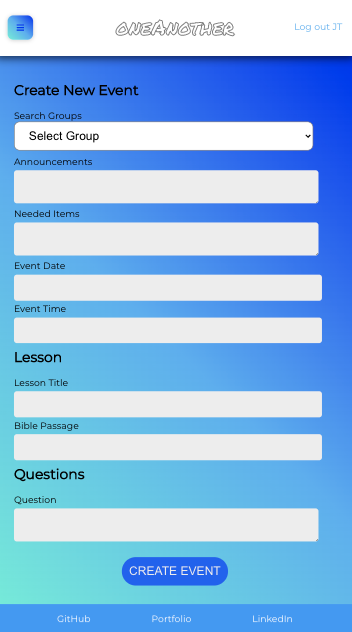 oneAnother
Log out JT
Create New Event
Search Groups
Select Group
Announcements
Needed Items
Event Date
Event Time
Lesson
Lesson Title
Bible Passage
Questions
Question
CREATE EVENT
GitHub
Portfolio
LinkedIn